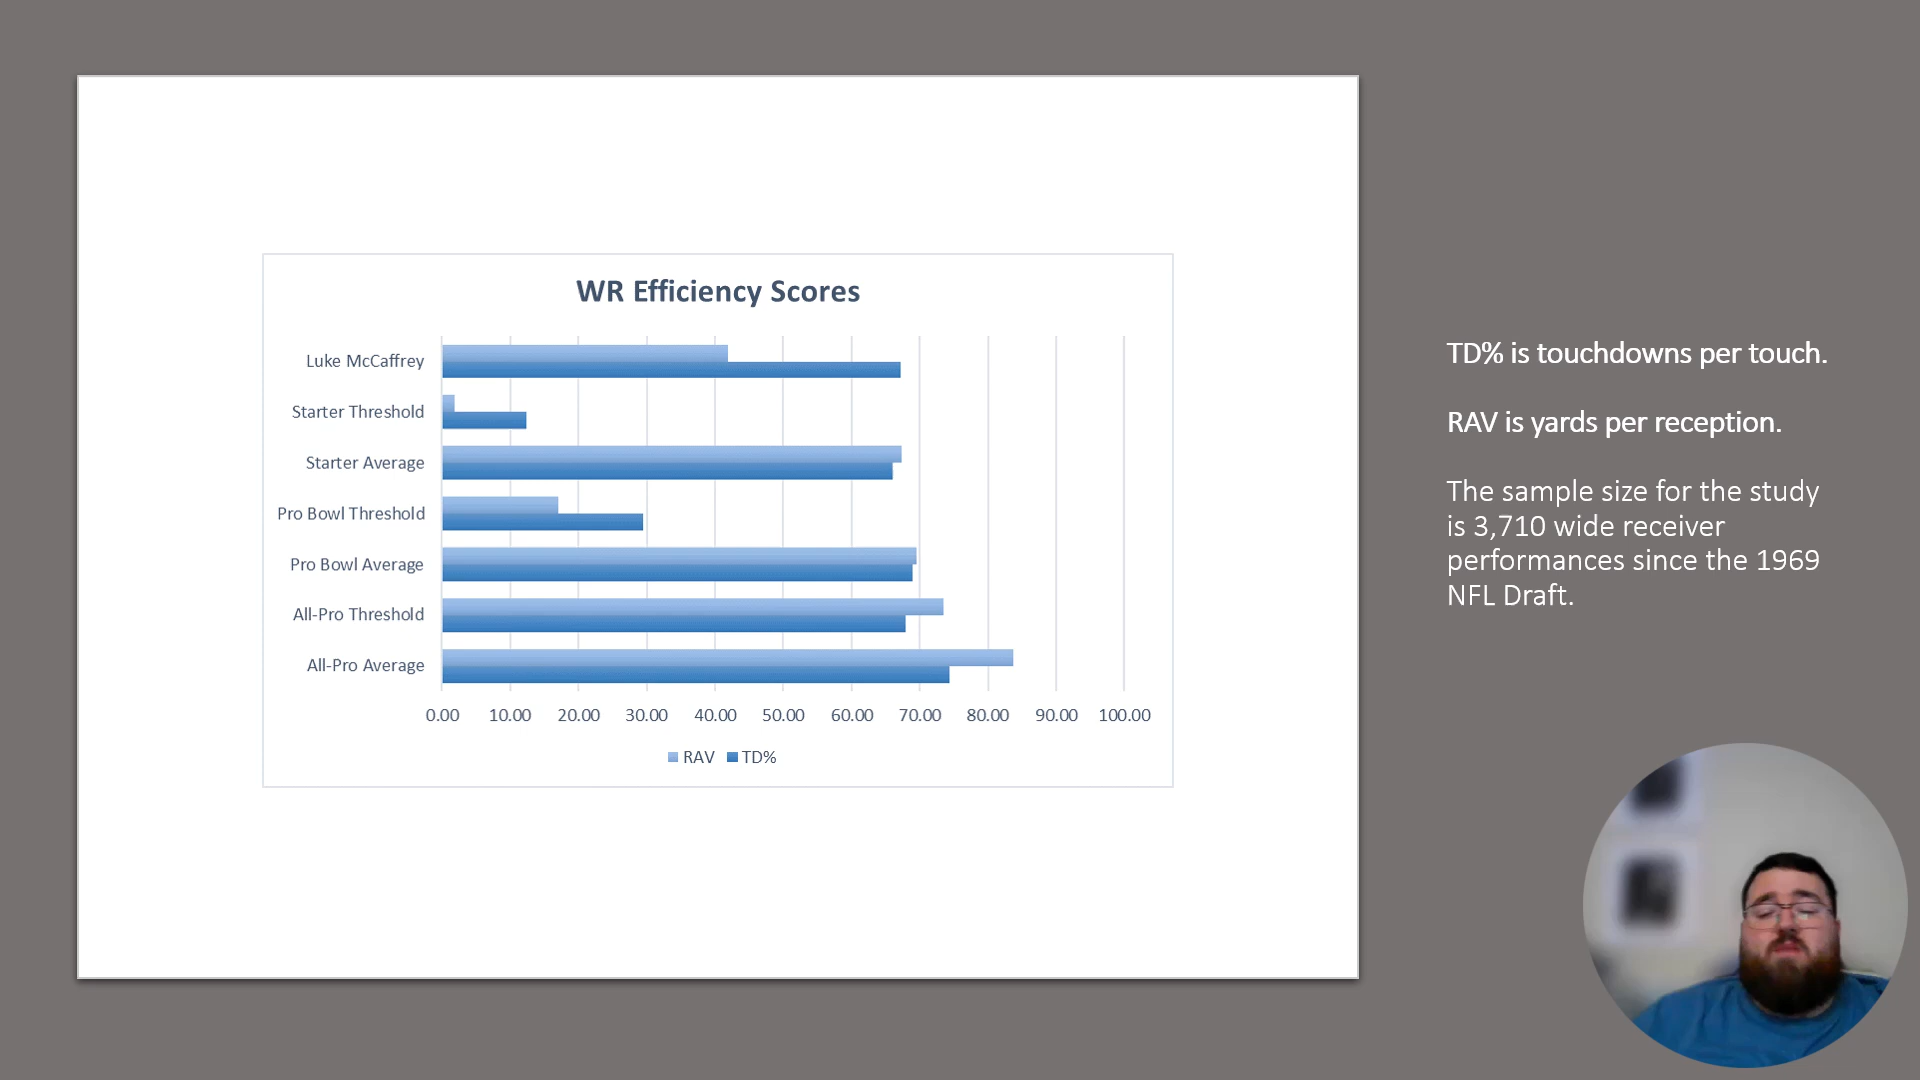 WR Efficiency Scores
Luke McCaffrey
Starter Threshold
Starter Average
Pro Bowl Threshold
Pro Bowl Average
All-Pro Threshold
All-Pro Average
0.00 10.00 20.00 30.00 40.00 50.00 60.00 70.00 80.00 90.00 100.00
RAV TD%
TD% is touchdowns per touch.
RAV is yards per reception.
The sample size for the study
is 3,710 wide receiver
performances since the 1969
NFL Draft.